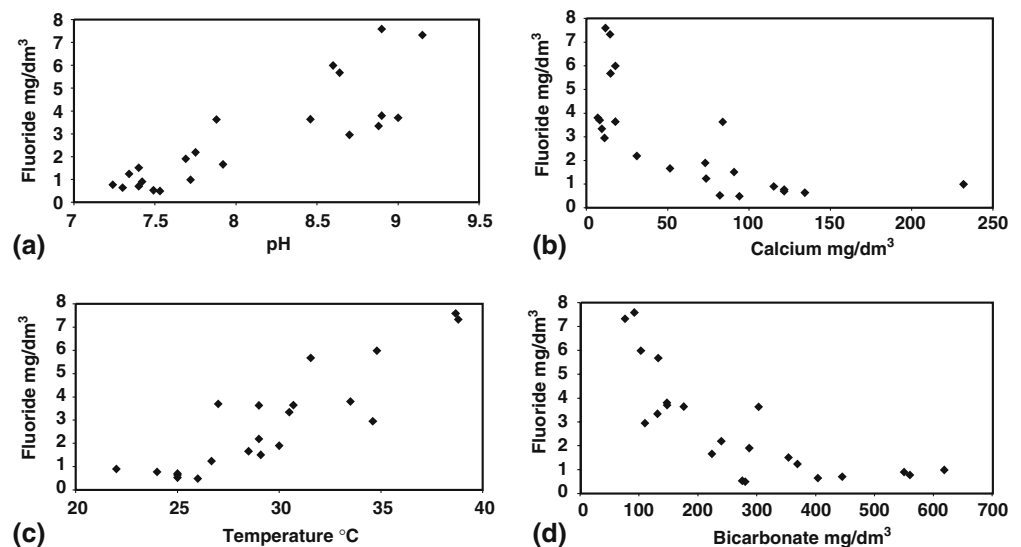 Fluoride mg/dm³
8
7
6
5
4
3
2
1
0
7 7.5 8 8.5 9 9.5
pH
(a)
Fluoride mg/dm³
8
7
6
5
4
3
2
1
0
0 50 100 150 200 250
Calcium mg/dm³
(b)
Fluoride mg/dm³
8
7
6
5
4
3
2
1
0
20 25 30 35 40
Temperature °C
(c)
Fluoride mg/dm³
8
7
6
5
4
3
2
1
0
0 100 200 300 400 500 600 700
Bicarbonate mg/dm³
(d)